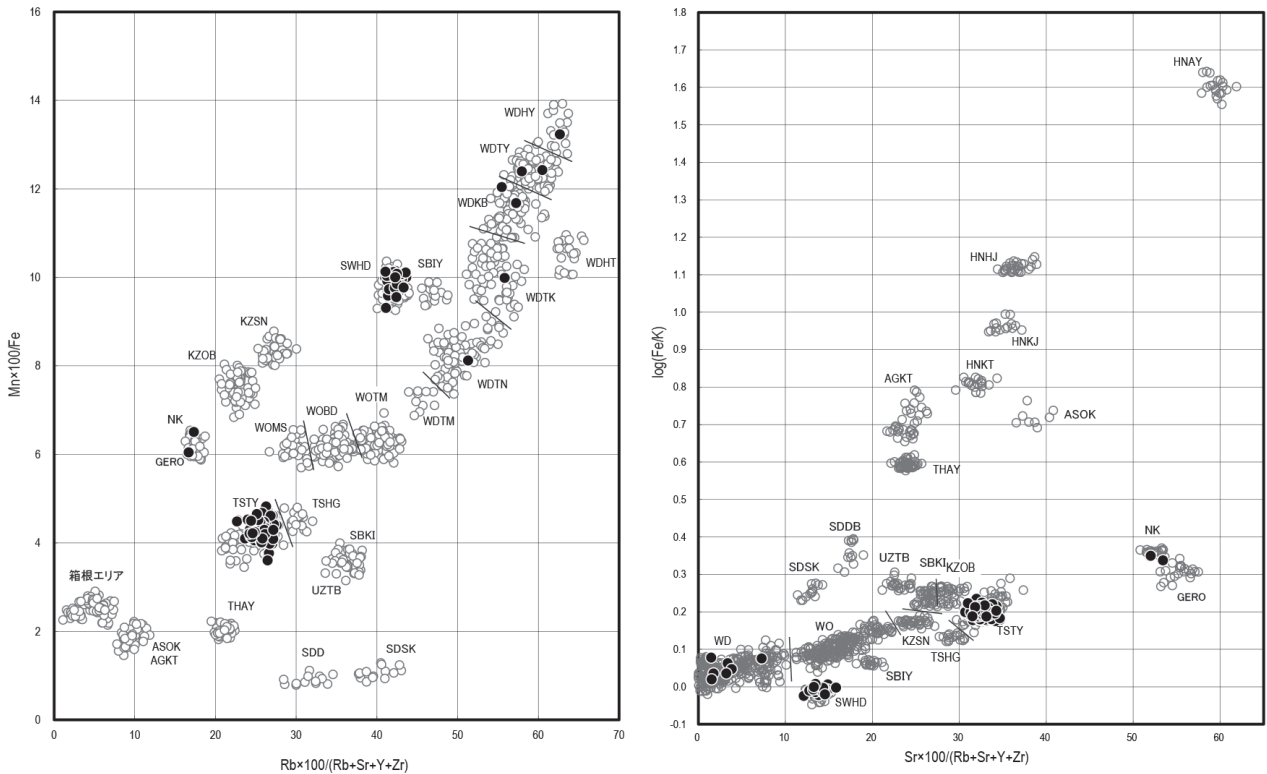 16
14
12
10
8
6
4
2
0
0
10
20
30
40
50
60
70
Mn×100/Fe
Rb×100/(Rb+Sr+Y+Zr)
WDHY
WDTY
WDKB
WDHT
SWHD
SBIY
WDTK
KZSN
KZOB
WDTN
WDTM
NK
WOTM
WOBD
WOMS
GERO
TSTY
TSHG
SBKI
UZTB
箱根エリア
THAY
ASOK
AGKT
SDD
SDSK
1.8
1.7
1.6
1.5
1.4
1.3
1.2
1.1
1.0
0.9
0.8
0.7
0.6
0.5
0.4
0.3
0.2
0.1
0.0
-0.1
0
10
20
30
40
50
60
log(Fe/K)
Sr×100/(Rb+Sr+Y+Zr)
HNAY
HNHJ
HNKJ
HNKT
AGKT
ASOK
THAY
SDDB
NK
SDSK
UZTB
SBKI
KZOB
GERO
TSTY
WD
WO
KZSN
TSHG
SBIY
SWHD